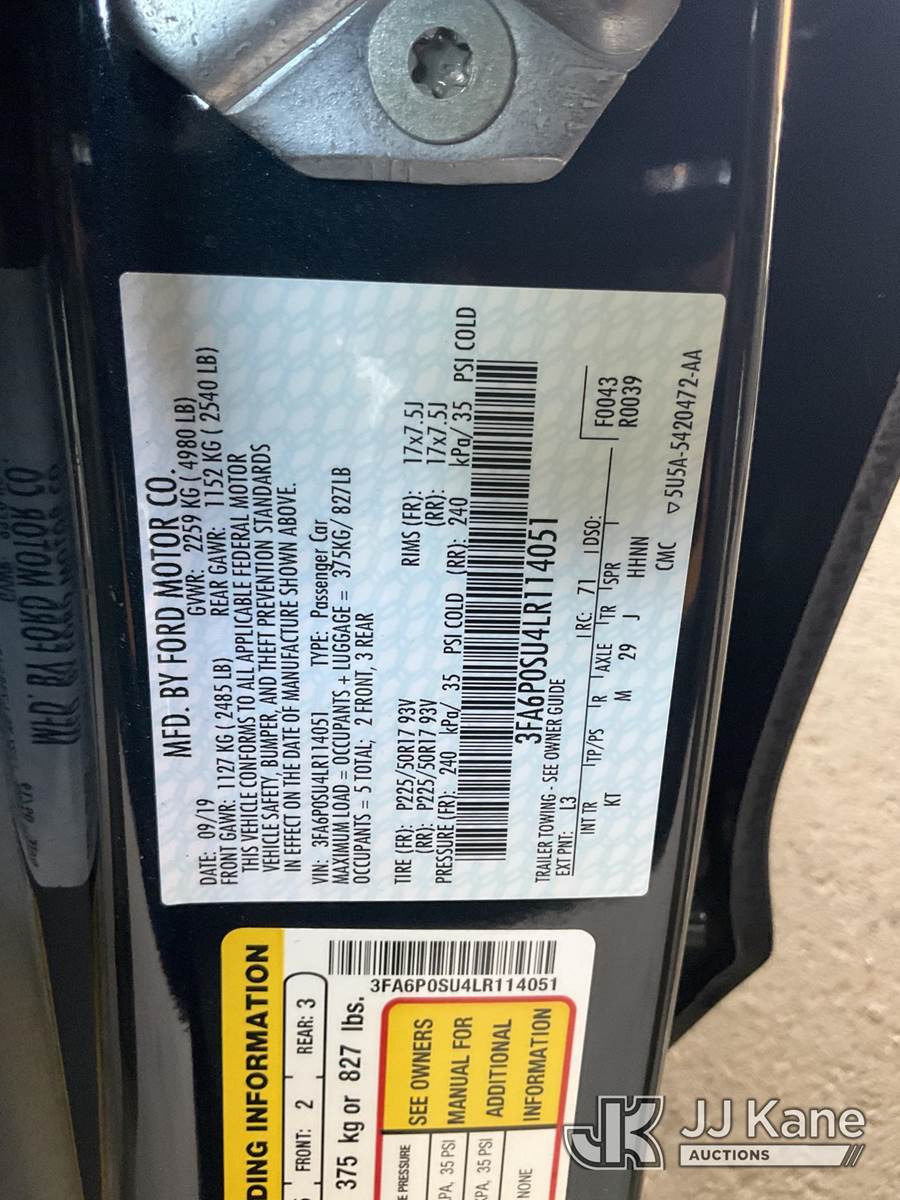 MFD. BY FORD MOTOR CO.
DATE: 09/19 GVWR: 2259 KG ( 4980 LB)
FRONT GAWR: 1127 KG ( 2485 LB) REAR GAWR: 1152 KG ( 2540 LB)
THIS VEHICLE CONFORMS TO ALL APPLICABLE FEDERAL MOTOR
VEHICLE SAFETY, BUMPER, AND THEFT PREVENTION STANDARDS
IN EFFECT ON THE DATE OF MANUFACTURE SHOWN ABOVE.
VIN: 3FA6P0SU4LR114051 TYPE: Passenger Car
MAXIMUM LOAD = OCCUPANTS + LUGGAGE = 375KG/ 827LB
OCCUPANTS = 5 TOTAL; 2 FRONT, 3 REAR
TIRE (FR): P225/50R17 93V RIMS (FR): 17x7.5J
(RR): P225/50R17 93V (RR): 17x7.5J
PRESSURE (FR): 240 kPa/ 35 PSI COLD (RR): 240 kPa/ 35 PSI COLD
3FA6P0SU4LR114051
TRAILER TOWING - SEE OWNER GUIDE
EXT PNT: L3 RC: 71 DSO: F0043
R0039
INT TR TP/PS R AXLE TR SPR
KT M 29 J HHNN
CMC ▽5U5A-5420472-AA
DING INFORMATION
FRONT: 2 REAR: 3
375 kg or 827 lbs.
3FA6P0SU4LR114051
E PRESSURE
PA, 35 PSI
KPA, 35 PSI
NONE
SEE OWNERS
MANUAL FOR
ADDITIONAL
INFORMATION
JK JJ Kane
AUCTIONS